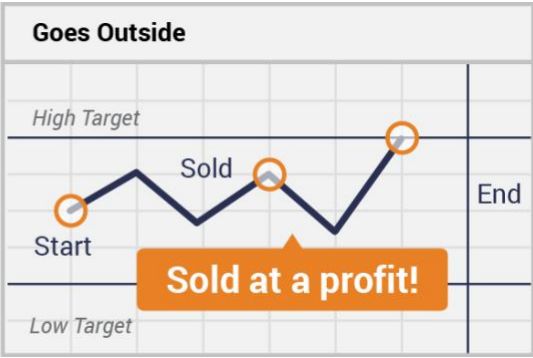 Goes Outside
High Target
Sold
End
Start
Sold at a profit!
Low Target